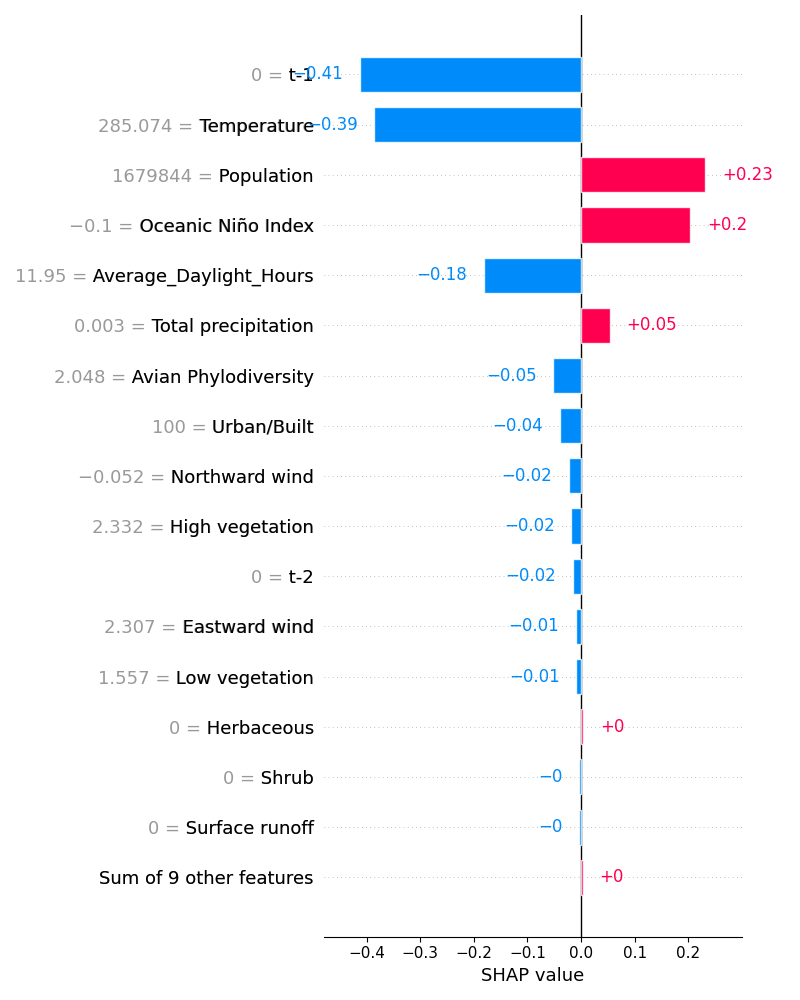 0 = t-1 −0.41
285.074 = Temperature −0.39
1679844 = Population +0.23
−0.1 = Oceanic Niño Index +0.2
11.95 = Average_Daylight_Hours −0.18
0.003 = Total precipitation +0.05
2.048 = Avian Phylodiversity −0.05
100 = Urban/Built −0.04
−0.052 = Northward wind −0.02
2.332 = High vegetation −0.02
0 = t-2 −0.02
2.307 = Eastward wind −0.01
1.557 = Low vegetation −0.01
0 = Herbaceous +0
0 = Shrub −0
0 = Surface runoff −0
Sum of 9 other features +0
−0.4 −0.3 −0.2 −0.1 0.0 0.1 0.2
SHAP value